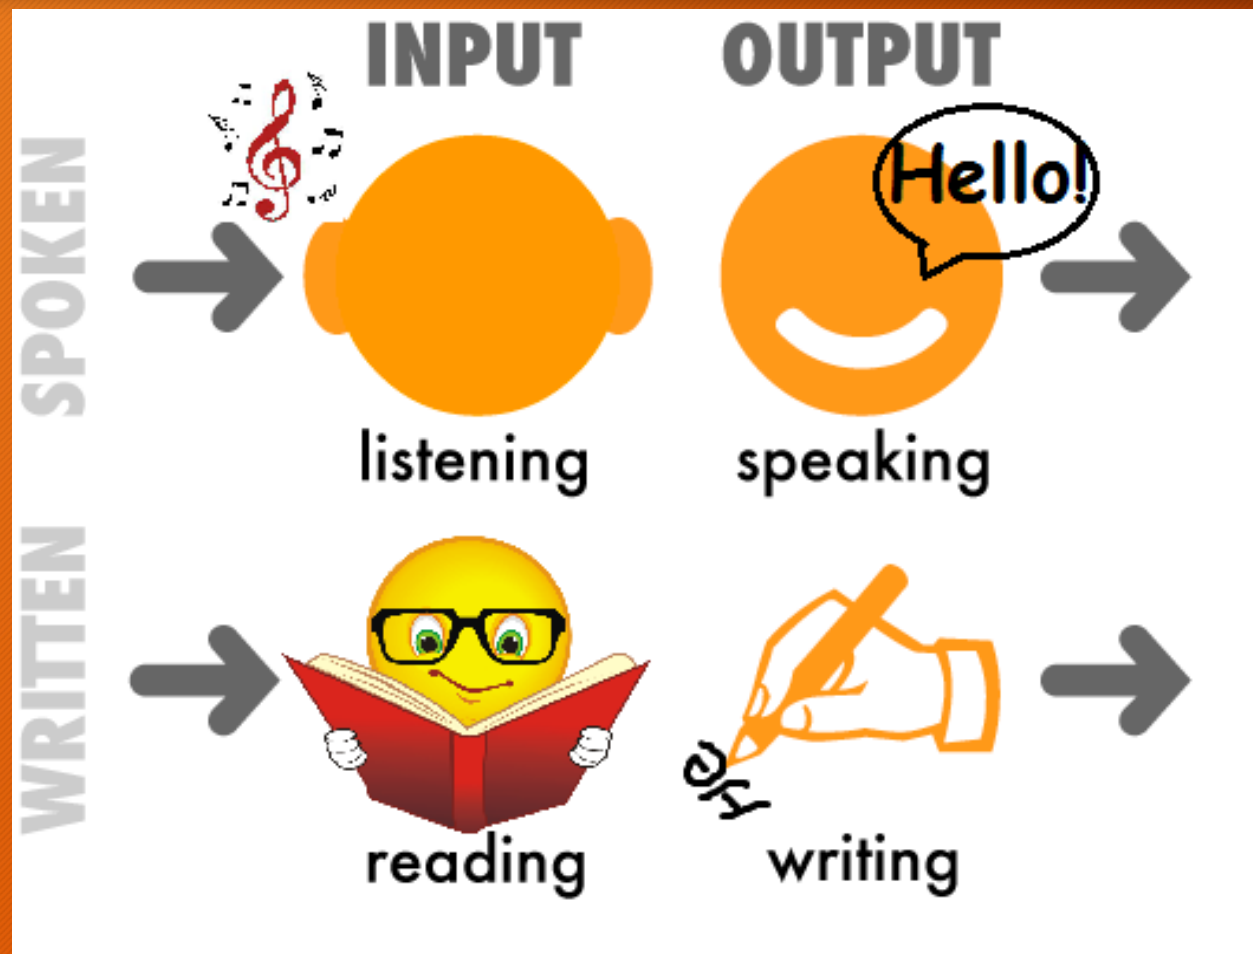 INPUT OUTPUT
SPOKEN
Hello!
listening speaking
WRITTEN
He
reading writing